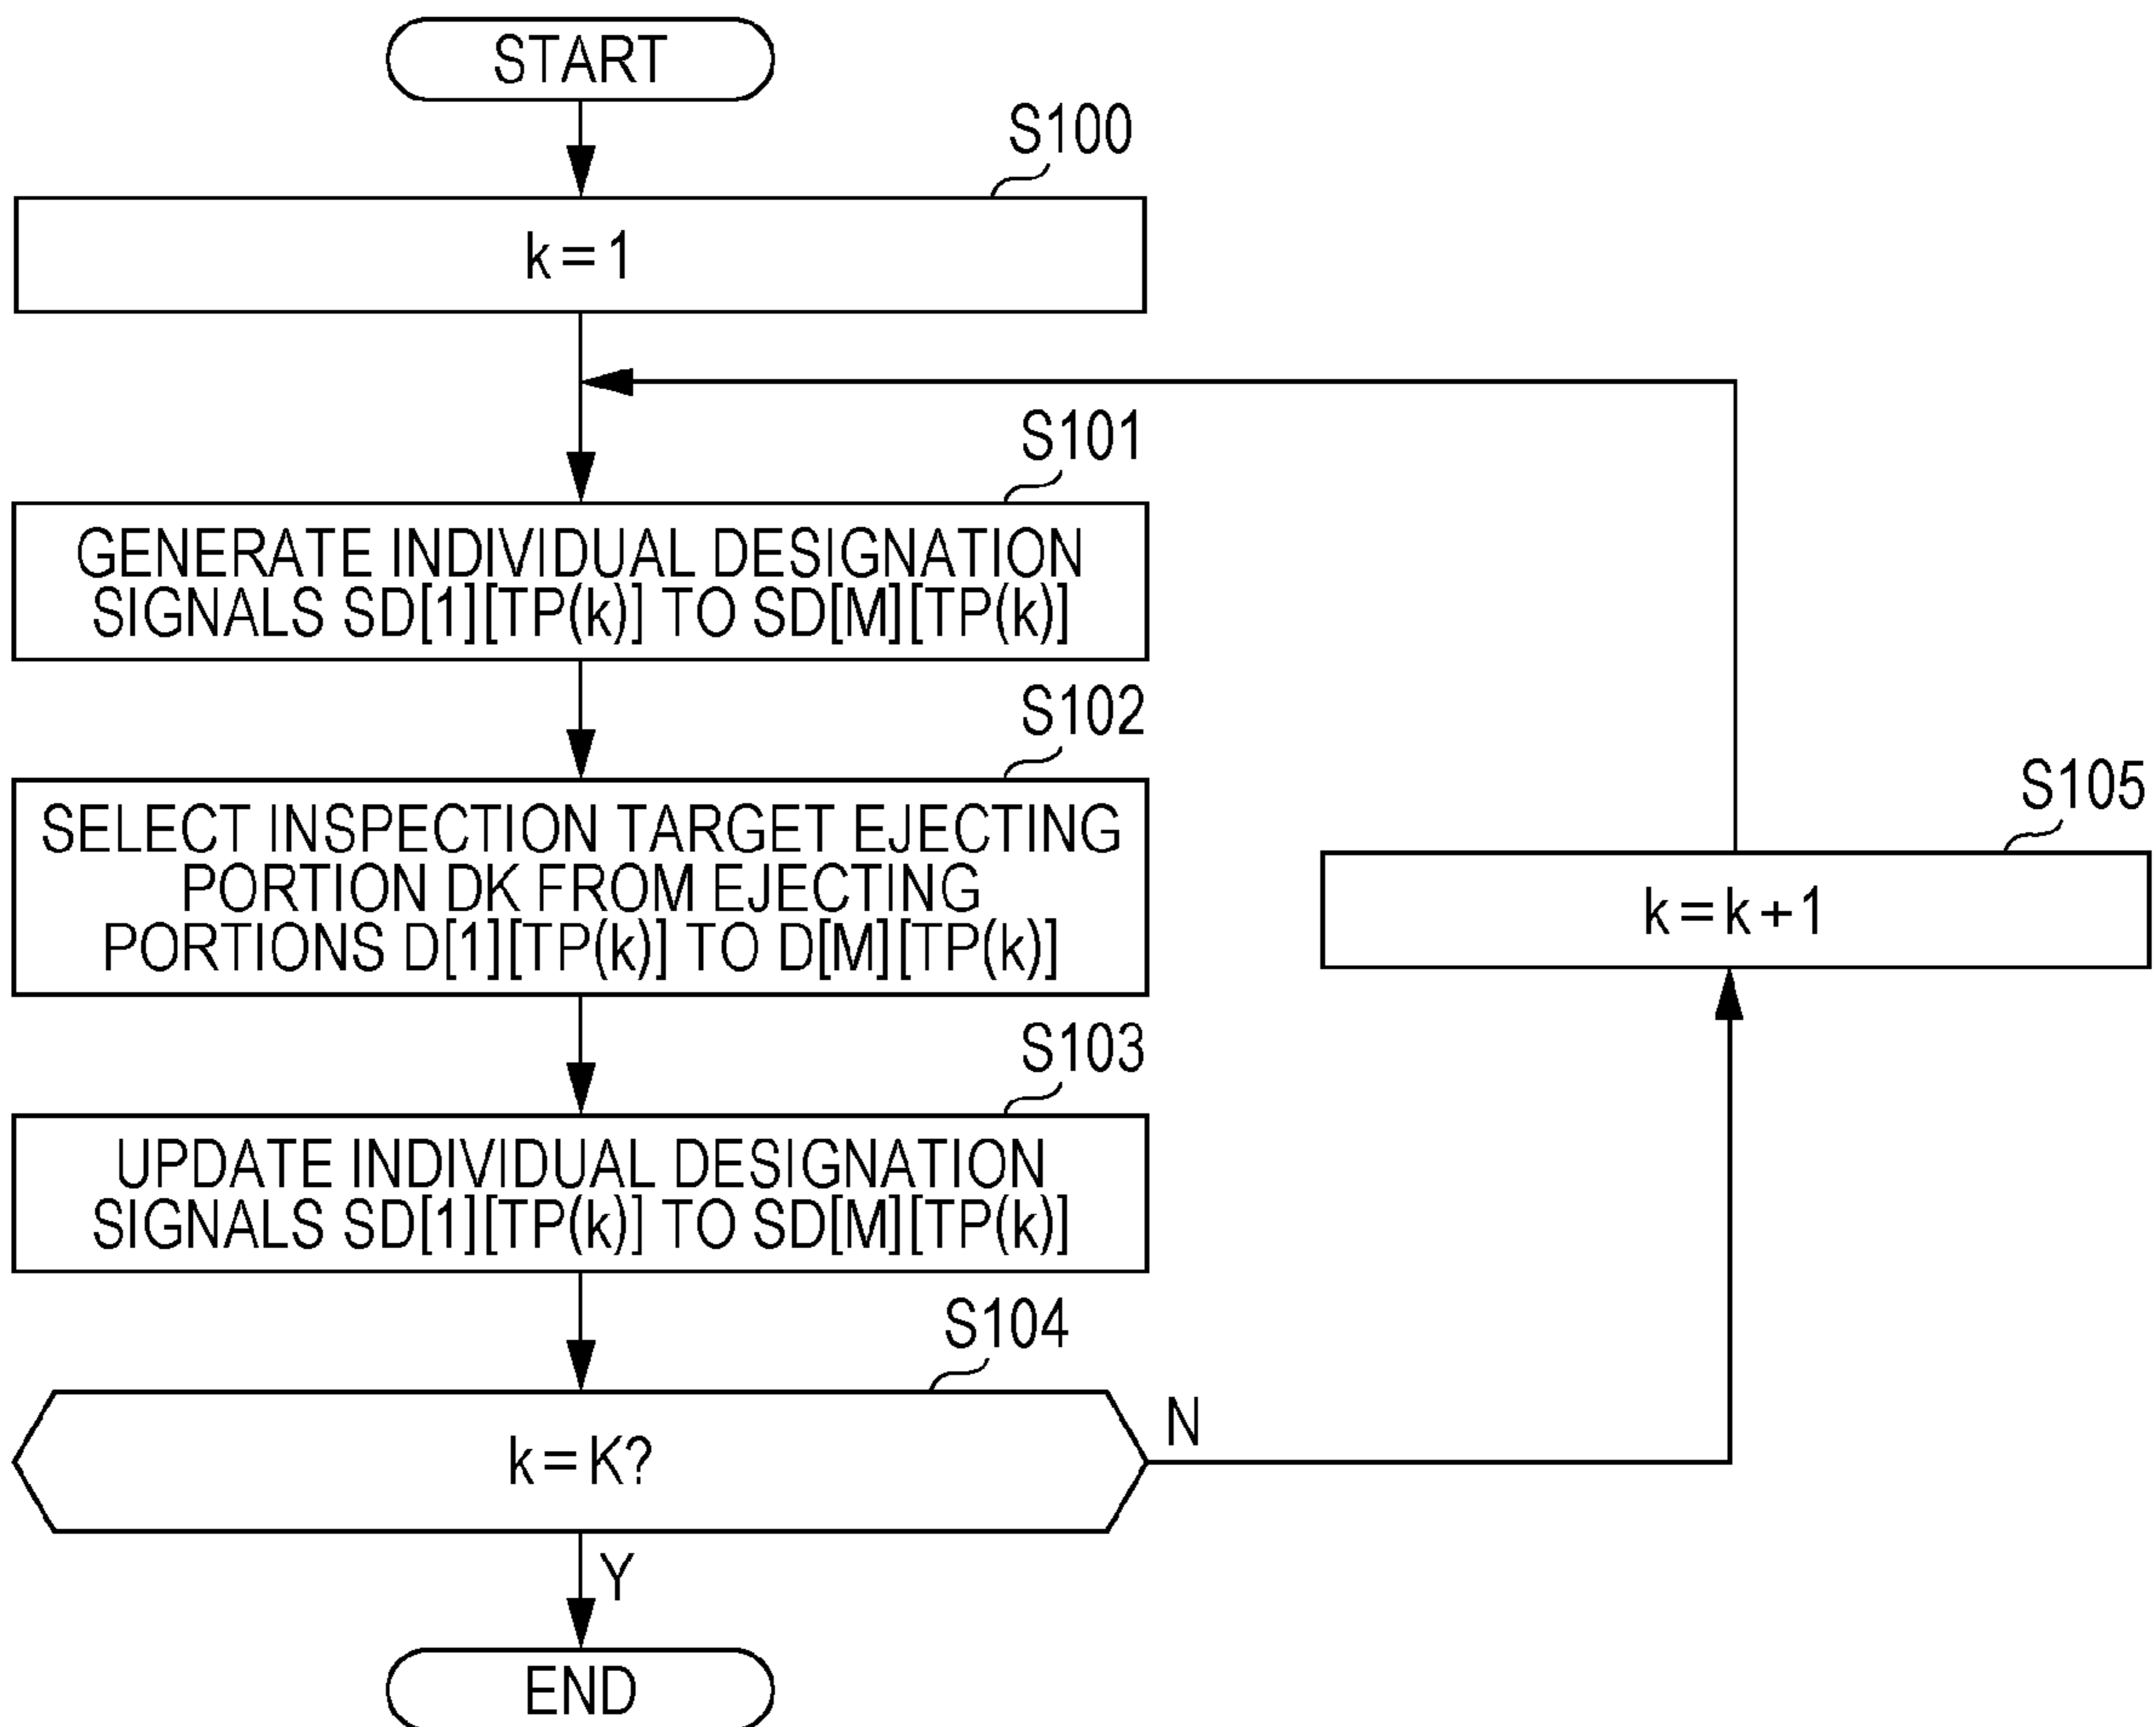 START
S100
k=1
S101
GENERATE INDIVIDUAL DESIGNATION
SIGNALS SD[1][TP(k)] TO SD[M][TP(k)]
S102
SELECT INSPECTION TARGET EJECTING
PORTION DK FROM EJECTING
PORTIONS D[1][TP(k)] TO D[M][TP(k)]
S105
k=k+1
S103
UPDATE INDIVIDUAL DESIGNATION
SIGNALS SD[1][TP(k)] TO SD[M][TP(k)]
S104
k=K?
N
Y
END